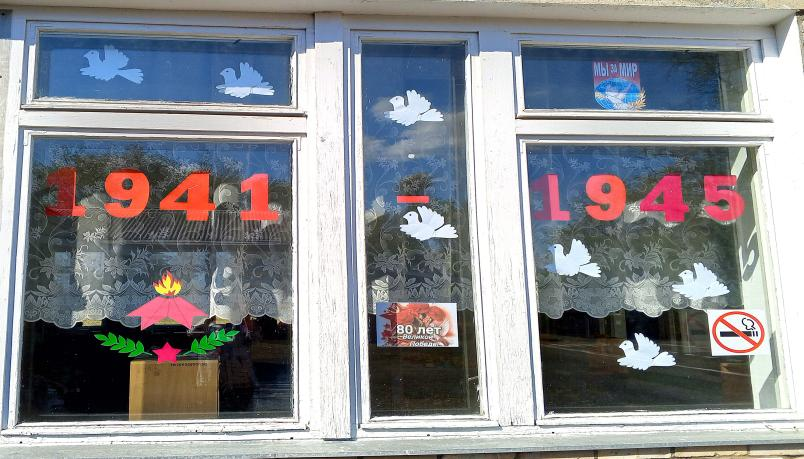 МЫ за МИР
1941 - 1945
80 лет
Великой
Победы